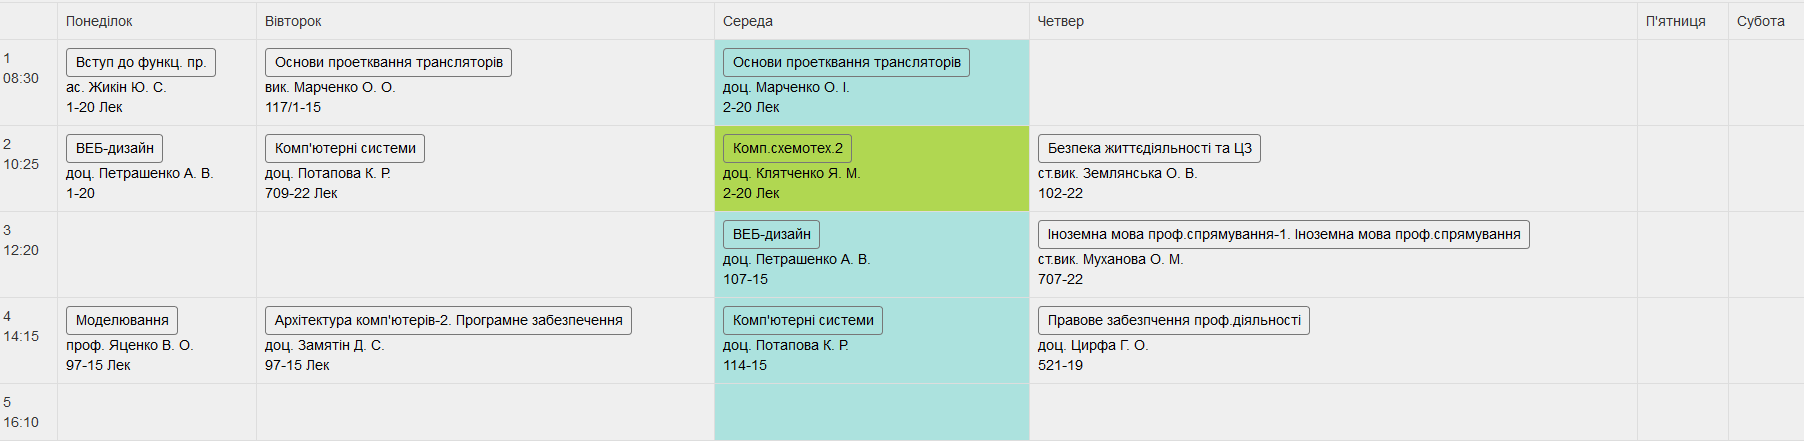 Понеділок Вівторок Середа Четвер П'ятниця Субота
1
08:30
Вступ до функц. пр.
ас. Жикін Ю. С.
1-20 Лек
Основи проетквання трансляторів
вик. Марченко О. О.
117/1-15
Основи проетквання трансляторів
доц. Марченко О. І.
2-20 Лек
2
10:25
ВЕБ-дизайн
доц. Петрашенко А. В.
1-20
Комп'ютерні системи
доц. Потапова К. Р.
709-22 Лек
Комп.схемотех.2
доц. Клятченко Я. М.
2-20 Лек
Безпека життєдіяльності та ЦЗ
ст.вик. Землянська О. В.
102-22
3
12:20
ВЕБ-дизайн
доц. Петрашенко А. В.
107-15
Іноземна мова проф.спрямування-1. Іноземна мова проф.спрямування
ст.вик. Муханова О. М.
707-22
4
14:15
Моделювання
проф. Яценко В. О.
97-15 Лек
Архітектура комп'ютерів-2. Програмне забезпечення
доц. Замятін Д. С.
97-15 Лек
Комп'ютерні системи
доц. Потапова К. Р.
114-15
Правове забезпчення проф.діяльності
доц. Цирфа Г. О.
521-19
5
16:10